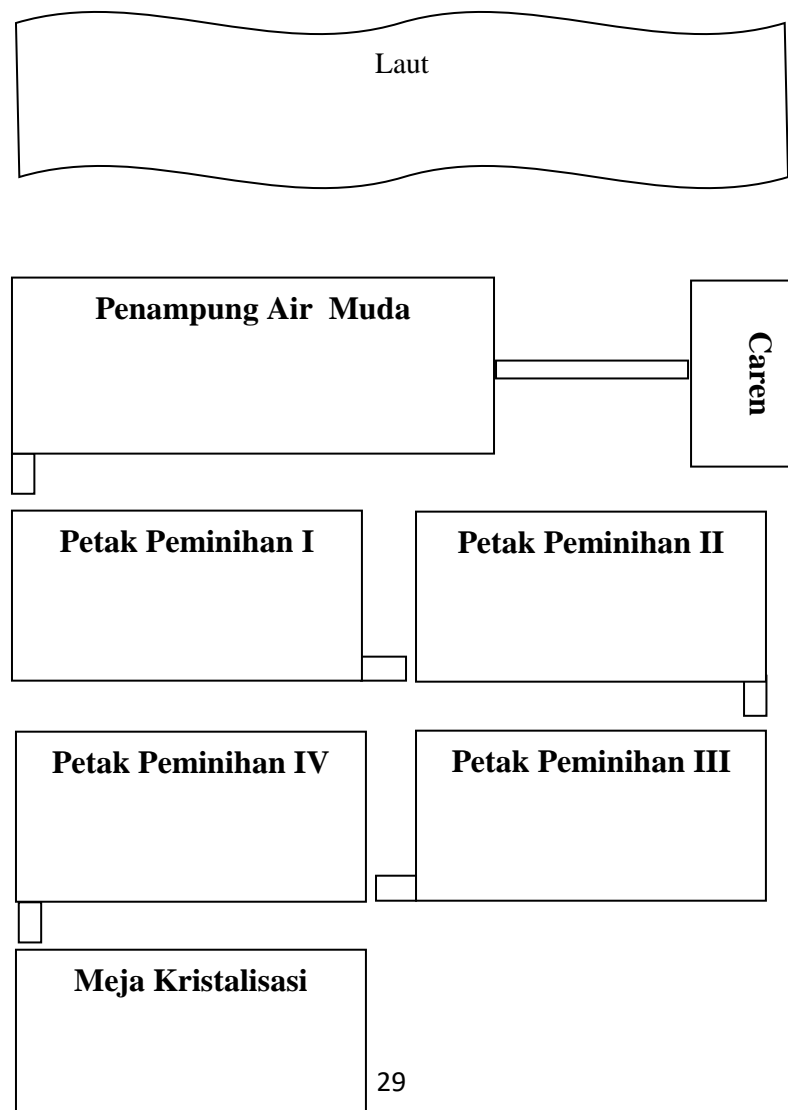 Laut
Penampung Air  Muda
Caren
Petak Peminihan I
Petak Peminihan II
Petak Peminihan IV
Petak Peminihan III
Meja Kristalisasi
29